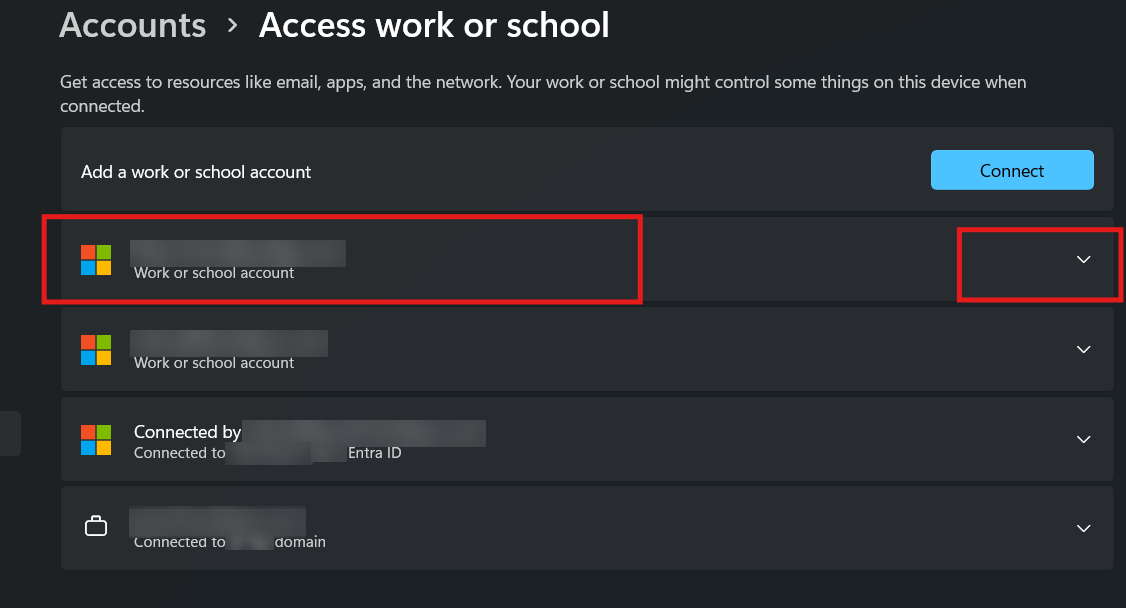 Accounts > Access work or school
Get access to resources like email, apps, and the network. Your work or school might control some things on this device when
connected.
Add a work or school account
Connect
Work or school account
Work or school account
Connected by
Connected to Entra ID
Connected to domain